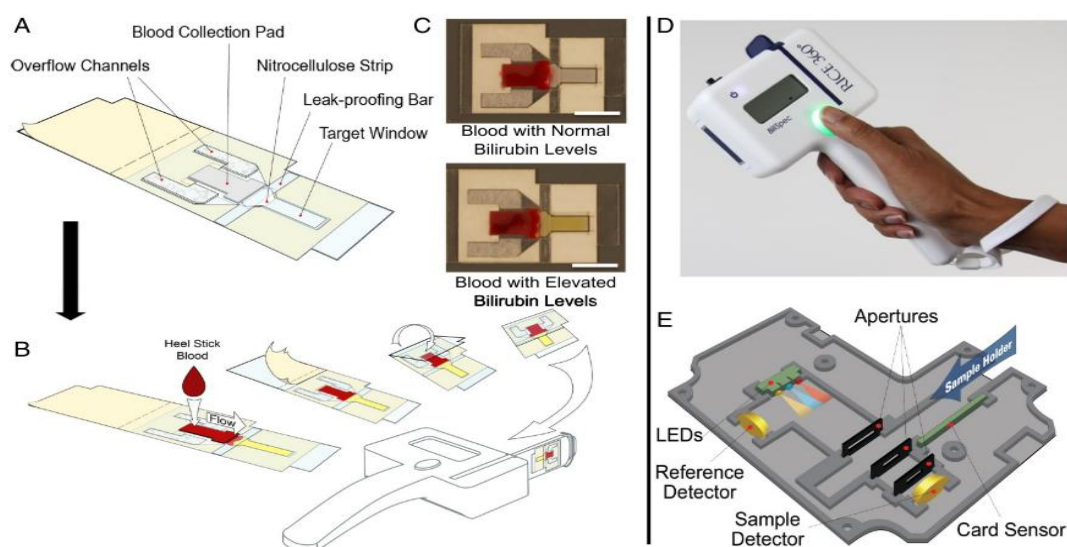 A
Blood Collection Pad
Overflow Channels
Nitrocellulose Strip
Leak-proofing Bar
Target Window
B
Heel Stick
Blood
Flow
C
Blood with Normal
Bilirubin Levels
Blood with Elevated
Bilirubin Levels
D
RICE 360°
BiliSpec
E
Apertures
Sample Holder
LEDs
Reference
Detector
Sample
Detector
Card Sensor